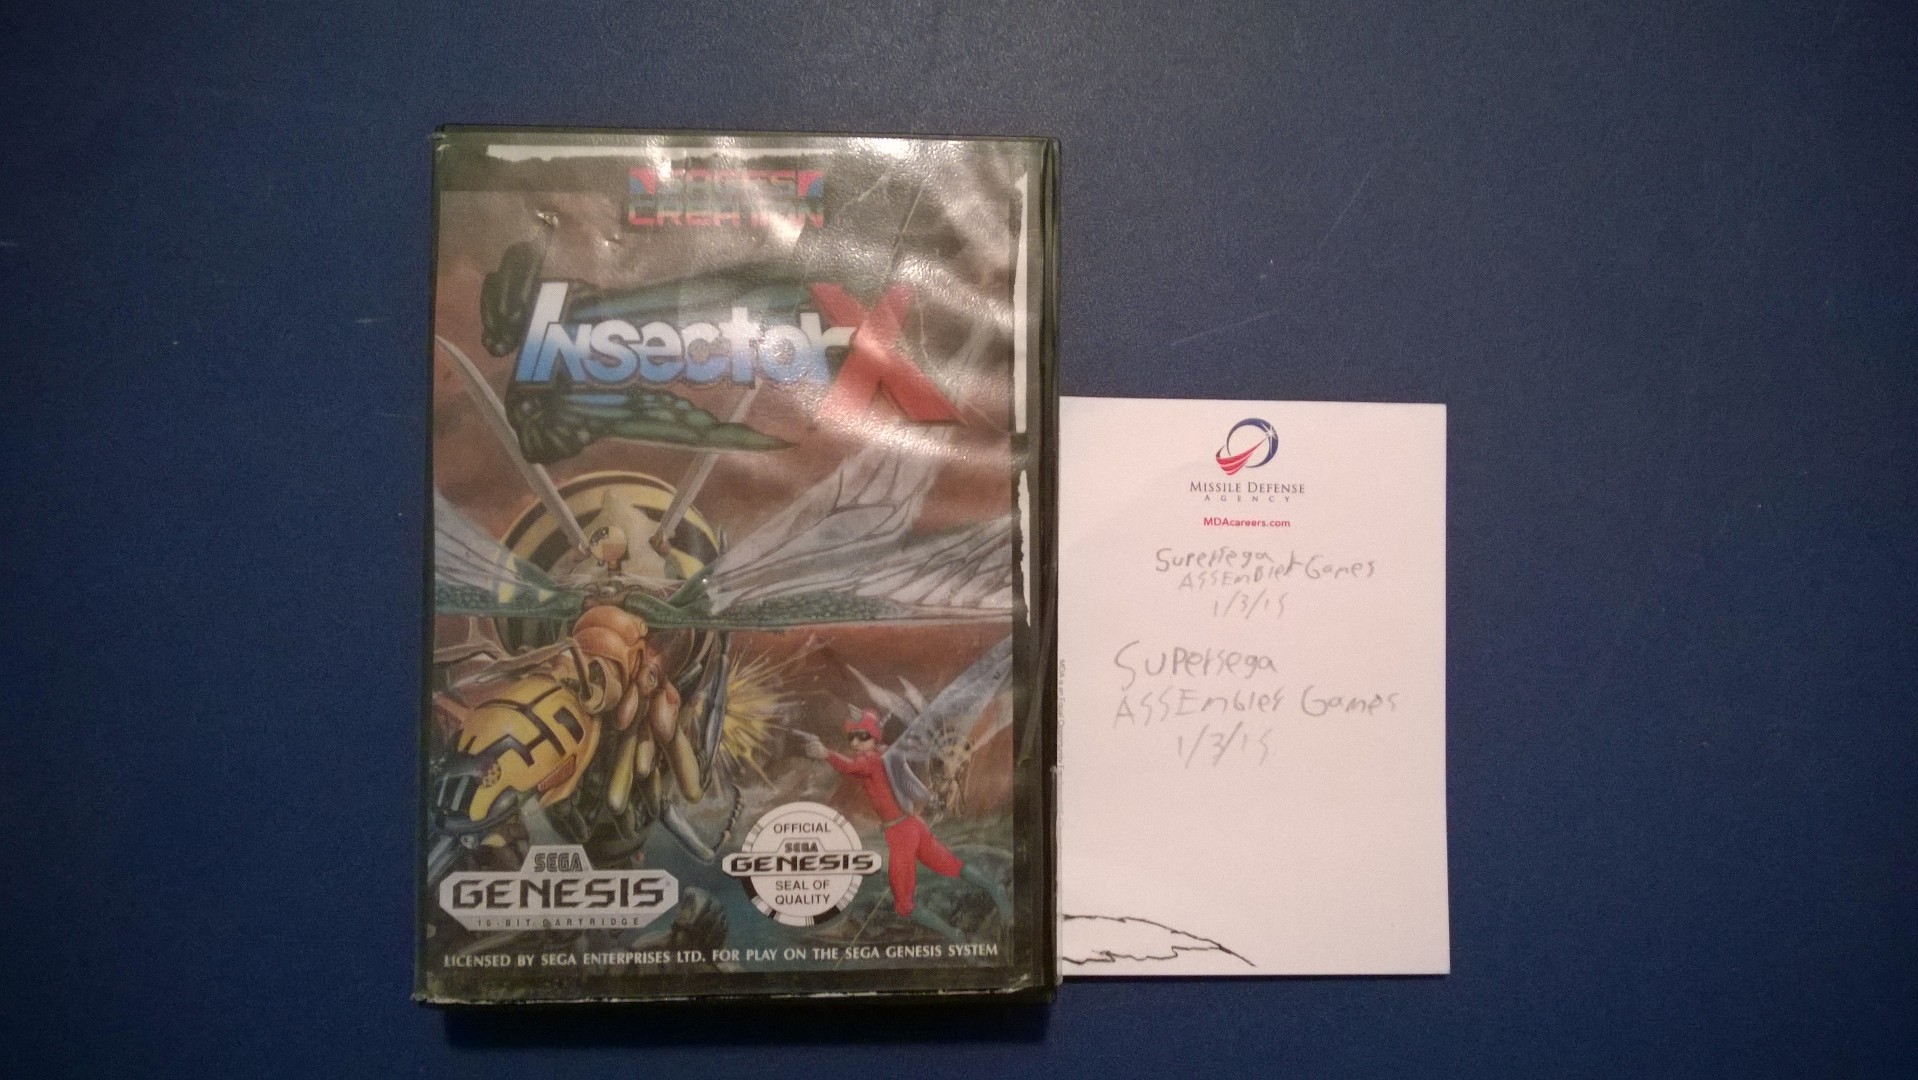 SAGES
CREATION
Insector X
OFFICIAL
SEGA
GENESIS
SEAL OF
QUALITY
SEGA
GENESIS
16-BIT CARTRIDGE
LICENSED BY SEGA ENTERPRISES LTD. FOR PLAY ON THE SEGA GENESIS SYSTEM
MISSILE DEFENSE
AGENCY
MDAcareers.com
Supersega
ASSEmbler Games
1/3/15
Supersega
ASSEmbler Games
1/3/15